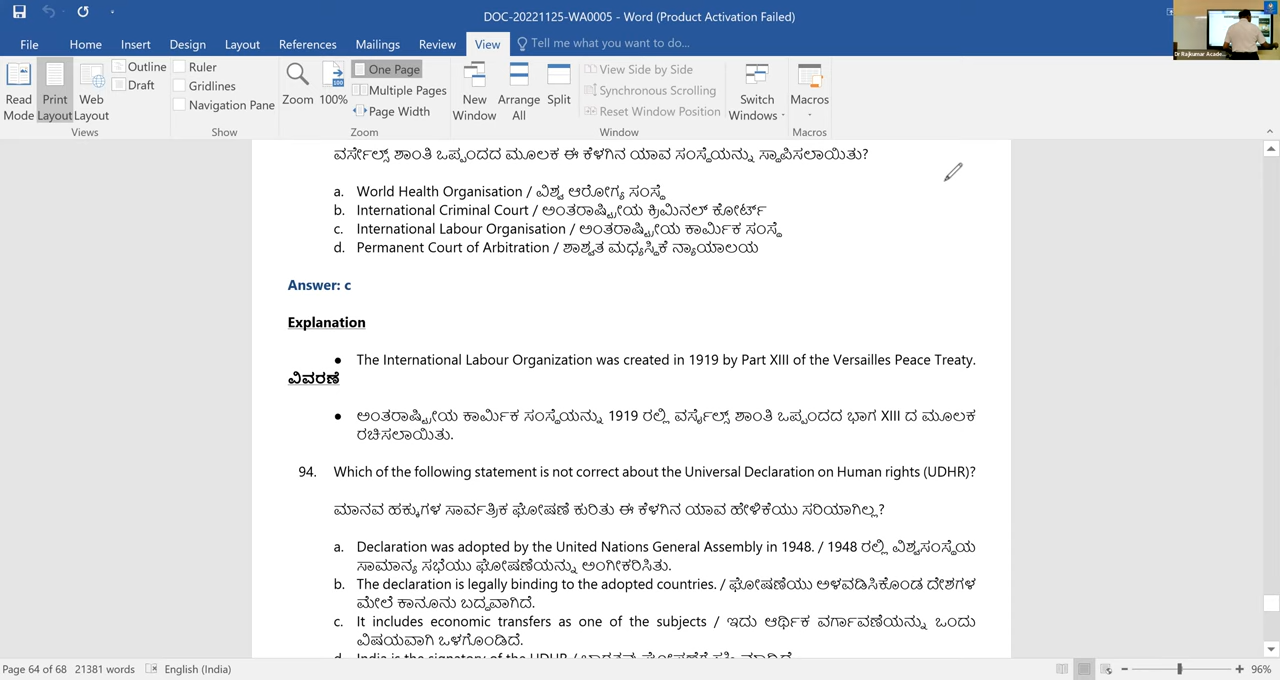 DOC-20221125-WA0005 - Word (Product Activation Failed)
File Home Insert Design Layout References Mailings Review View Tell me what you want to do...
Read Mode
Print Layout
Web Layout
Outline
Draft
Views
Ruler
Gridlines
Navigation Pane
Show
Zoom
100%
One Page
Multiple Pages
Page Width
Zoom
New Window
Arrange All
Split
View Side by Side
Synchronous Scrolling
Reset Window Position
Window
Switch Windows
Macros
Macros
ವರ್ಸೇಲ್ಸ್ ಶಾಂತಿ ಒಪ್ಪಂದದ ಮೂಲಕ ಈ ಕೆಳಗಿನ ಯಾವ ಸಂಸ್ಥೆಯನ್ನು ಸ್ಥಾಪಿಸಲಾಯಿತು?
a. World Health Organisation / ವಿಶ್ವ ಆರೋಗ್ಯ ಸಂಸ್ಥೆ
b. International Criminal Court / ಅಂತರಾಷ್ಟ್ರೀಯ ಕ್ರಿಮಿನಲ್ ಕೋರ್ಟ್
c. International Labour Organisation / ಅಂತರಾಷ್ಟ್ರೀಯ ಕಾರ್ಮಿಕ ಸಂಸ್ಥೆ
d. Permanent Court of Arbitration / ಶಾಶ್ವತ ಮಧ್ಯಸ್ಥಿಕೆ ನ್ಯಾಯಾಲಯ
Answer: c
Explanation
● The International Labour Organization was created in 1919 by Part XIII of the Versailles Peace Treaty.
ವಿವರಣೆ
● ಅಂತರಾಷ್ಟ್ರೀಯ ಕಾರ್ಮಿಕ ಸಂಸ್ಥೆಯನ್ನು 1919 ರಲ್ಲಿ ವರ್ಸೈಲ್ಸ್ ಶಾಂತಿ ಒಪ್ಪಂದದ ಭಾಗ XIII ದ ಮೂಲಕ
ರಚಿಸಲಾಯಿತು.
94. Which of the following statement is not correct about the Universal Declaration on Human rights (UDHR)?
ಮಾನವ ಹಕ್ಕುಗಳ ಸಾರ್ವತ್ರಿಕ ಘೋಷಣೆ ಕುರಿತು ಈ ಕೆಳಗಿನ ಯಾವ ಹೇಳಿಕೆಯು ಸರಿಯಾಗಿಲ್ಲ?
a. Declaration was adopted by the United Nations General Assembly in 1948. / 1948 ರಲ್ಲಿ ವಿಶ್ವಸಂಸ್ಥೆಯ
ಸಾಮಾನ್ಯ ಸಭೆಯು ಘೋಷಣೆಯನ್ನು ಅಂಗೀಕರಿಸಿತು.
b. The declaration is legally binding to the adopted countries. / ಘೋಷಣೆಯು ಅಳವಡಿಸಿಕೊಂಡ ದೇಶಗಳ
ಮೇಲೆ ಕಾನೂನು ಬದ್ಧವಾಗಿದೆ.
c. It includes economic transfers as one of the subjects / ಇದು ಆರ್ಥಿಕ ವರ್ಗಾವಣೆಯನ್ನು ಒಂದು
ವಿಷಯವಾಗಿ ಒಳಗೊಂಡಿದೆ.
d. India is the signatory of the UDHR /
Page 64 of 68 21381 words English (India) 96%